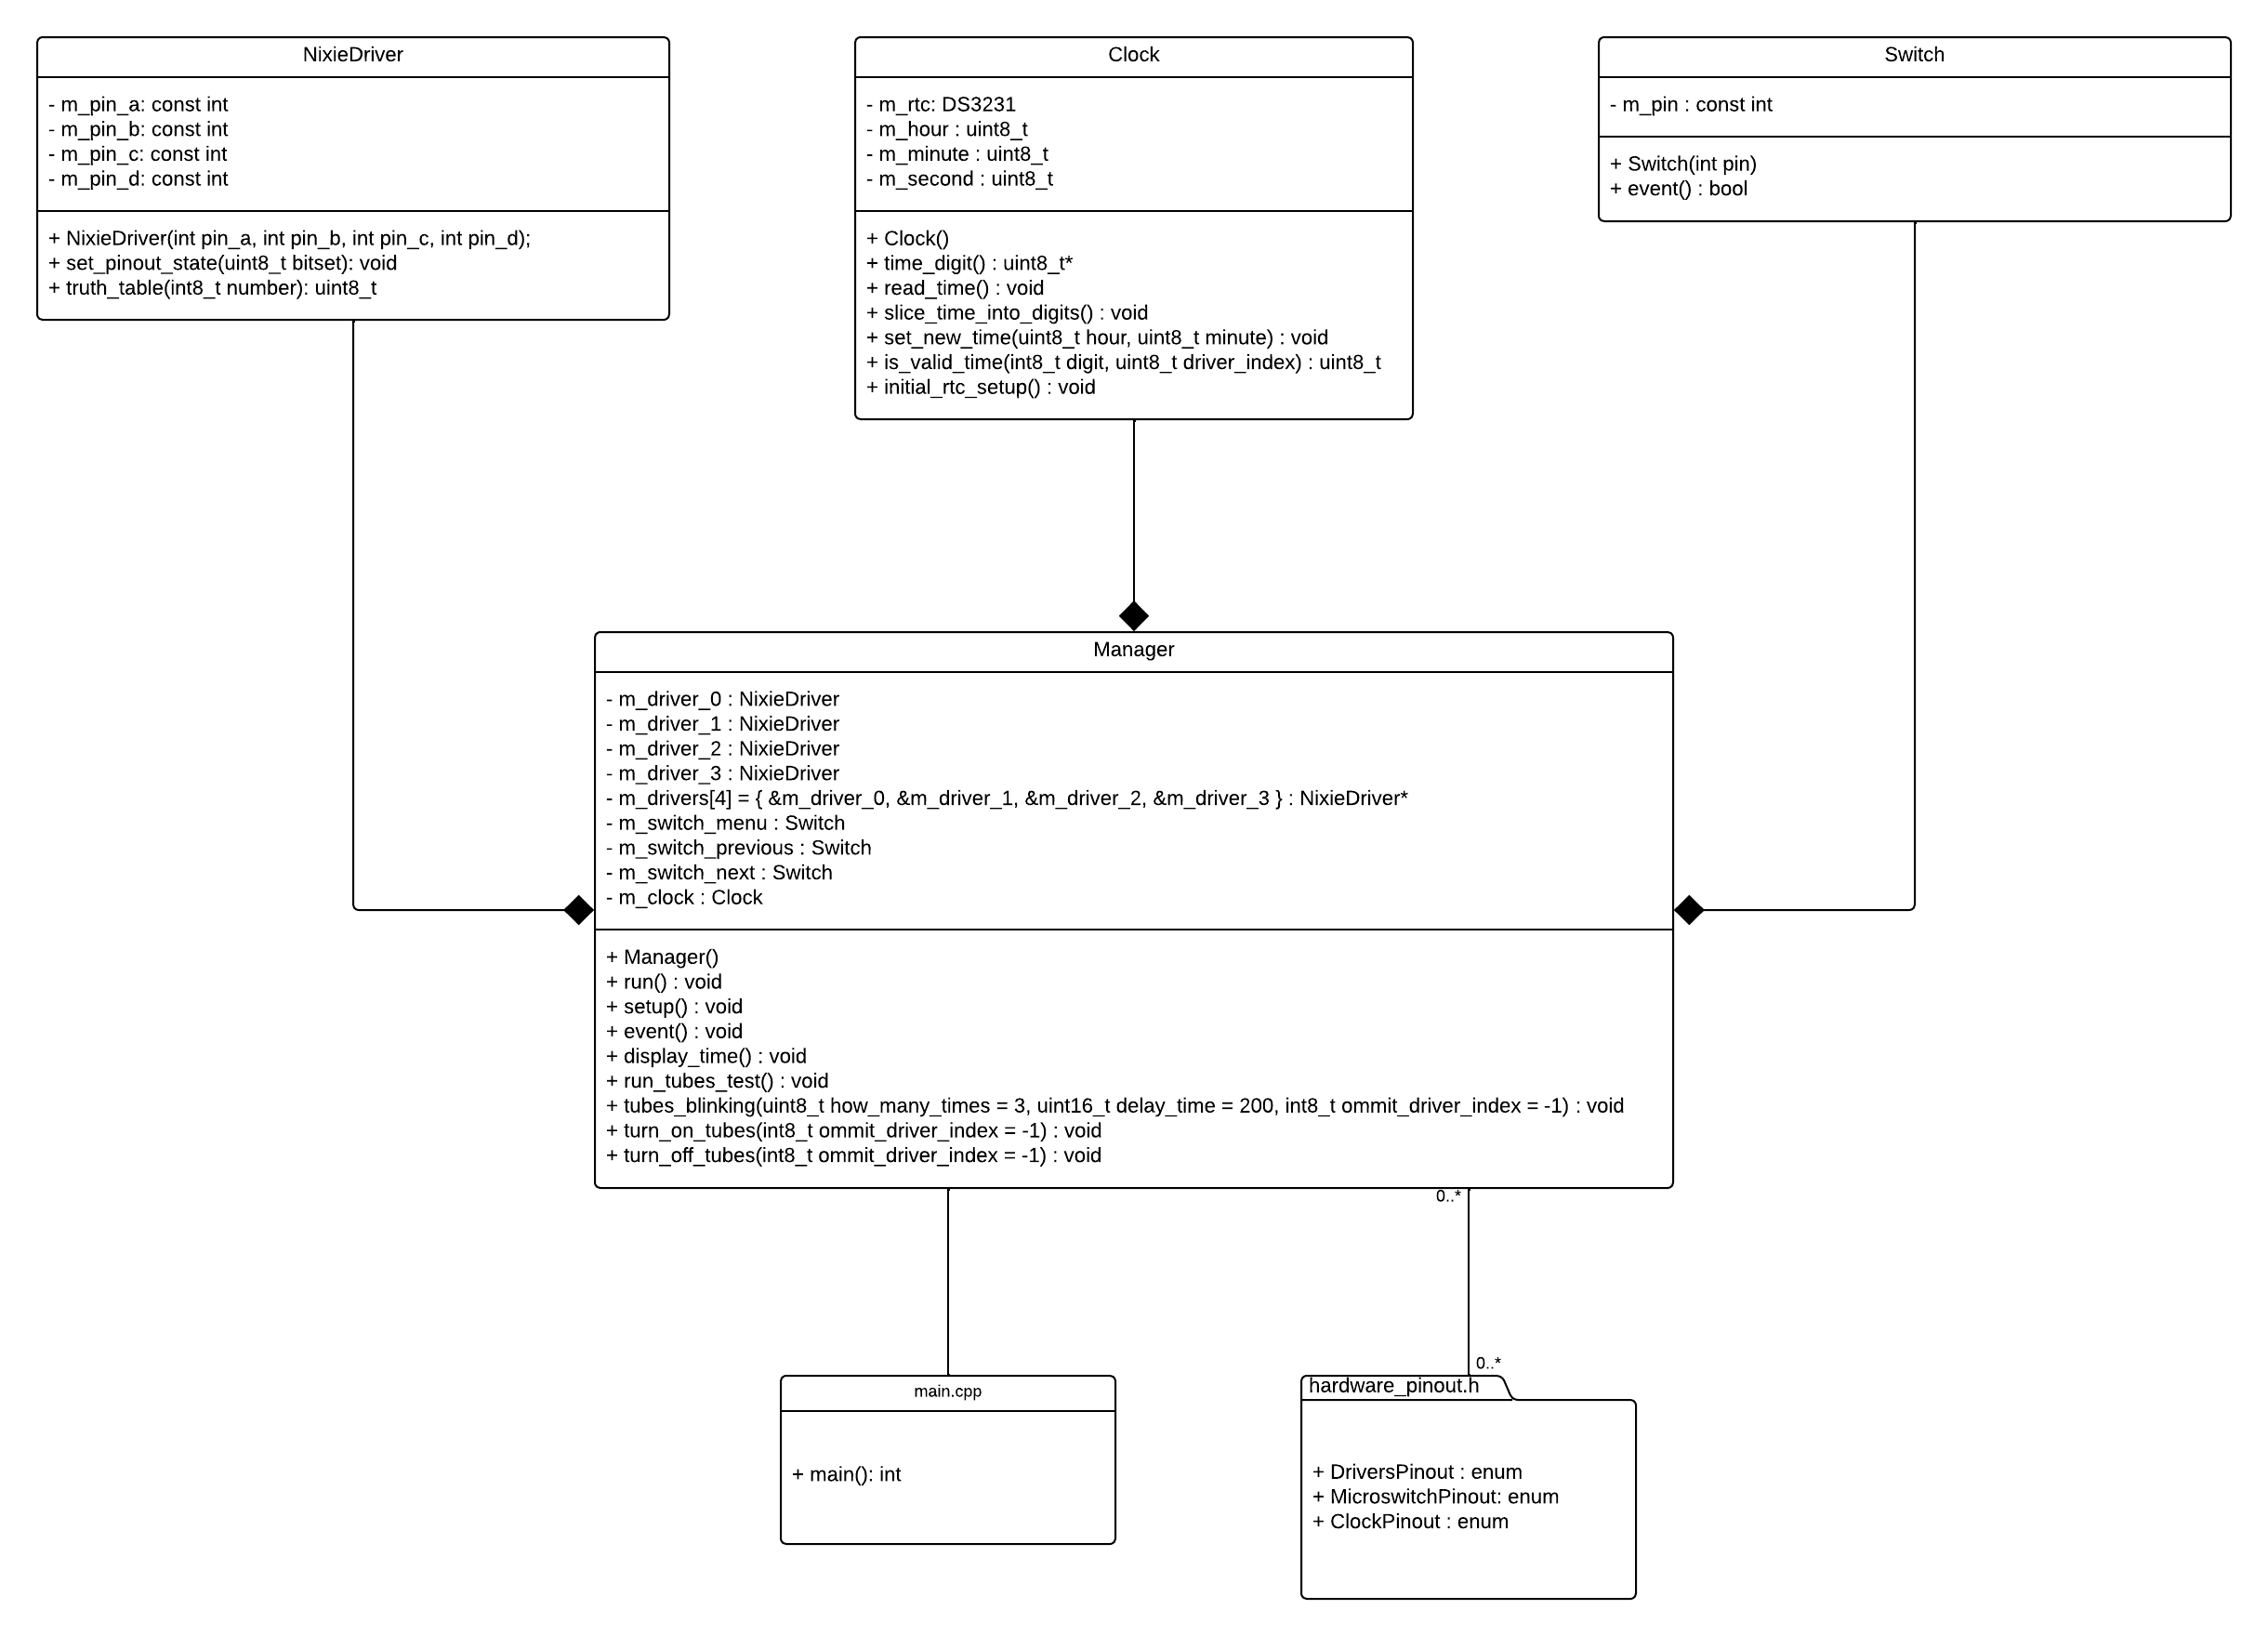 NixieDriver
- m_pin_a: const int
- m_pin_b: const int
- m_pin_c: const int
- m_pin_d: const int
+ NixieDriver(int pin_a, int pin_b, int pin_c, int pin_d);
+ set_pinout_state(uint8_t bitset): void
+ truth_table(int8_t number): uint8_t
Clock
- m_rtc: DS3231
- m_hour : uint8_t
- m_minute : uint8_t
- m_second : uint8_t
+ Clock()
+ time_digit() : uint8_t*
+ read_time() : void
+ slice_time_into_digits() : void
+ set_new_time(uint8_t hour, uint8_t minute) : void
+ is_valid_time(int8_t digit, uint8_t driver_index) : uint8_t
+ initial_rtc_setup() : void
Switch
- m_pin : const int
+ Switch(int pin)
+ event() : bool
Manager
- m_driver_0 : NixieDriver
- m_driver_1 : NixieDriver
- m_driver_2 : NixieDriver
- m_driver_3 : NixieDriver
- m_drivers[4] = { &m_driver_0, &m_driver_1, &m_driver_2, &m_driver_3 } : NixieDriver*
- m_switch_menu : Switch
- m_switch_previous : Switch
- m_switch_next : Switch
- m_clock : Clock
+ Manager()
+ run() : void
+ setup() : void
+ event() : void
+ display_time() : void
+ run_tubes_test() : void
+ tubes_blinking(uint8_t how_many_times = 3, uint16_t delay_time = 200, int8_t ommit_driver_index = -1) : void
+ turn_on_tubes(int8_t ommit_driver_index = -1) : void
+ turn_off_tubes(int8_t ommit_driver_index = -1) : void
0..*
0..*
main.cpp
+ main(): int
hardware_pinout.h
+ DriversPinout : enum
+ MicroswitchPinout: enum
+ ClockPinout : enum